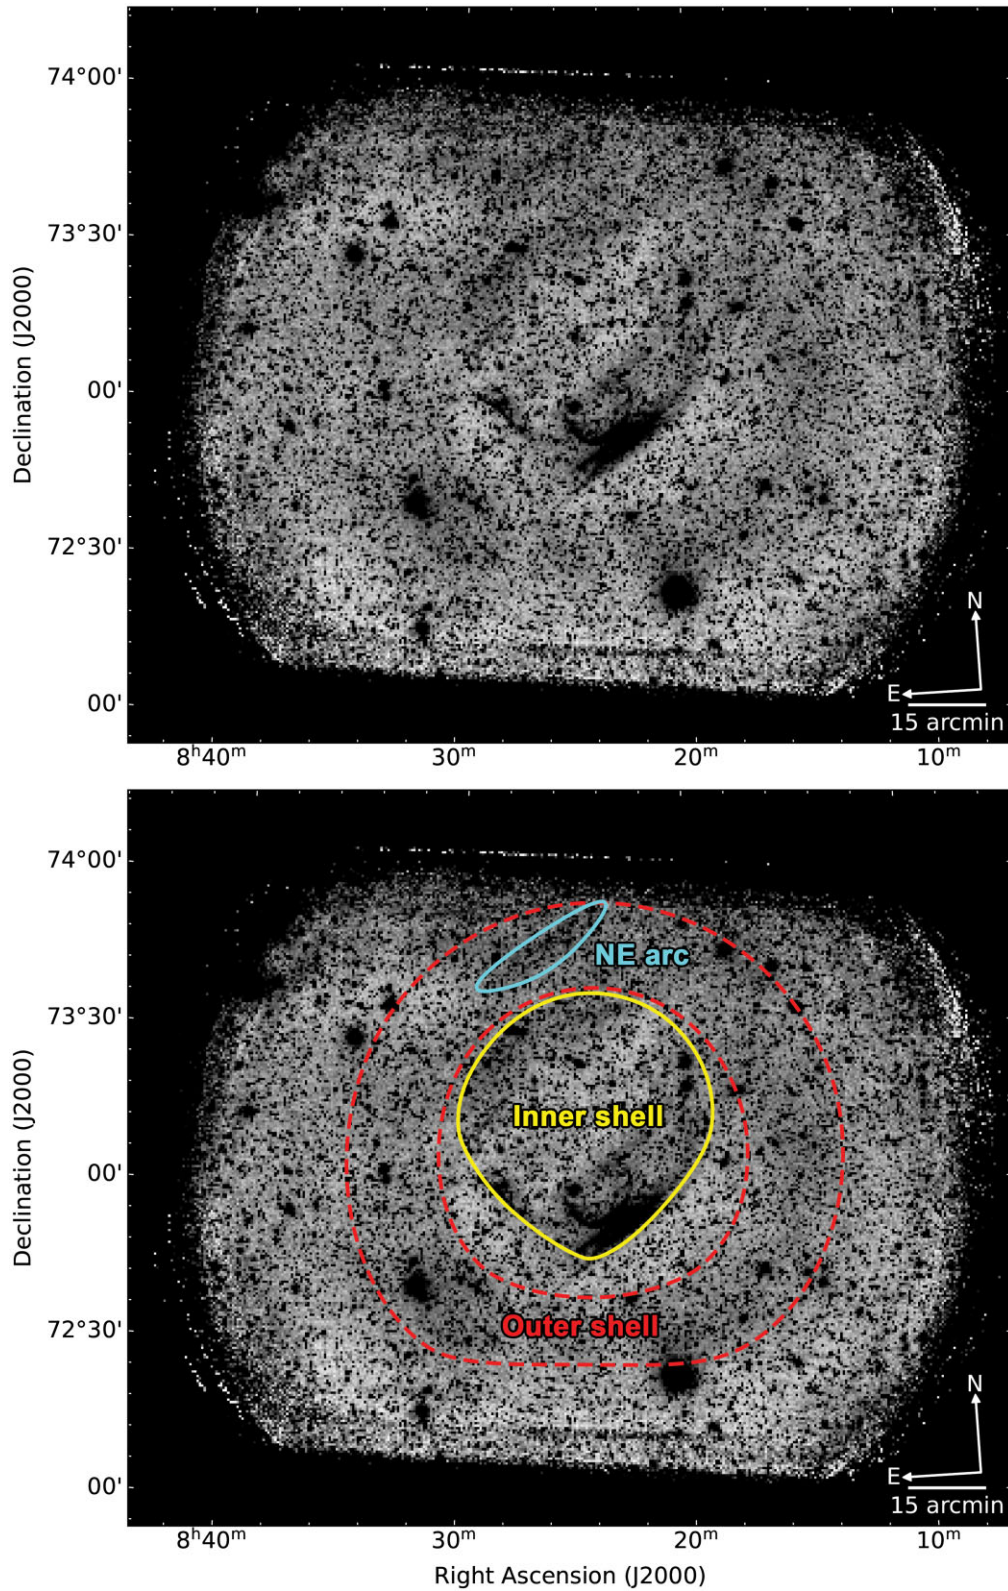 74°00'
73°30'
00'
72°30'
00'
Declination (J2000)
N
E
15 arcmin
8ʰ40ᵐ 30ᵐ 20ᵐ 10ᵐ
74°00'
73°30'
00'
72°30'
00'
Declination (J2000)
NE arc
Inner shell
Outer shell
N
E
15 arcmin
8ʰ40ᵐ 30ᵐ 20ᵐ 10ᵐ
Right Ascension (J2000)